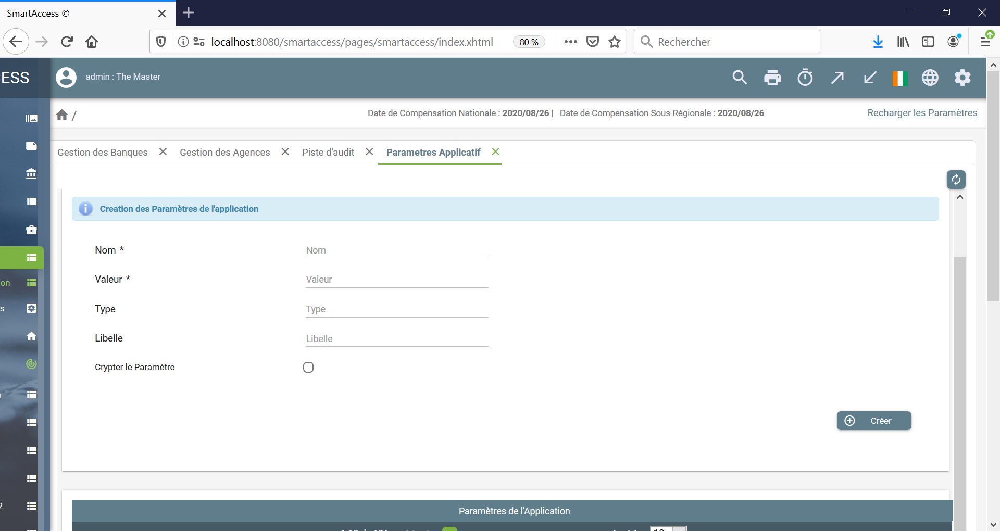 SmartAccess ©
localhost:8080/smartaccess/pages/smartaccess/index.xhtml
80 %
Rechercher
ESS
admin : The Master
/
Date de Compensation Nationale : 2020/08/26 | Date de Compensation Sous-Régionale : 2020/08/26
Recharger les Paramètres
Gestion des Banques
Gestion des Agences
Piste d'audit
Parametres Applicatif
Creation des Paramètres de l'application
Nom *
Nom
Valeur *
Valeur
on
Type
Type
s
Libelle
Libelle
Crypter le Paramètre
Créer
2
Paramètres de l'Application